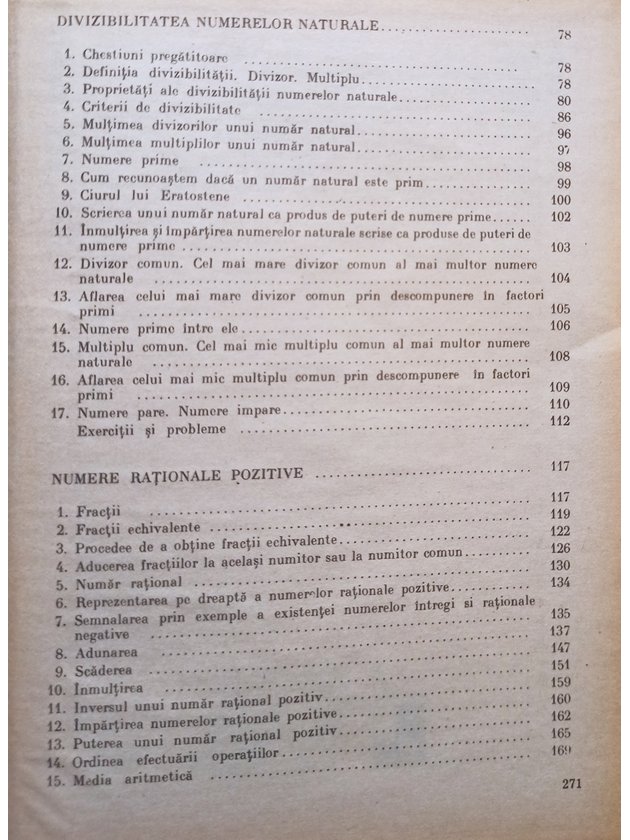 DIVIZIBILITATEA NUMERELOR NATURALE 78
1. Chestiuni pregătitoare 78
2. Definiția divizibilității. Divizor. Multiplu 78
3. Proprietăți ale divizibilității numerelor naturale 80
4. Criterii de divizibilitate 86
5. Mulțimea divizorilor unui număr natural 96
6. Mulțimea multiplilor unui număr natural 97
7. Numere prime 98
8. Cum recunoaștem dacă un număr natural este prim 99
9. Ciurul lui Eratostene 100
10. Scrierea unui număr natural ca produs de puteri de numere prime 102
11. Înmulțirea și împărțirea numerelor naturale scrise ca produse de puteri de
numere prime 103
12. Divizor comun. Cel mai mare divizor comun al mai multor numere
naturale 104
13. Aflarea celui mai mare divizor comun prin descompunere în factori
primi 105
14. Numere prime între ele 106
15. Multiplu comun. Cel mai mic multiplu comun al mai multor numere
naturale 108
16. Aflarea celui mai mic multiplu comun prin descompunere în factori
primi 109
17. Numere pare. Numere impare 110
Exerciții și probleme 112
NUMERE RAȚIONALE POZITIVE 117
1. Fracții 117
2. Fracții echivalente 119
3. Procedee de a obține fracții echivalente 122
4. Aducerea fracțiilor la același numitor sau la numitor comun 126
5. Număr rațional 130
6. Reprezentarea pe dreaptă a numerelor raționale pozitive 134
7. Semnalarea prin exemple a existenței numerelor întregi si raționale
negative 135
8. Adunarea 137
9. Scăderea 147
10. Inmulțirea 151
11. Inversul unui număr rațional pozitiv 159
12. Împărțirea numerelor raționale pozitive 160
13. Puterea unui număr rațional pozitiv 162
14. Ordinea efectuării operațiilor 165
15. Media aritmetică 169
271